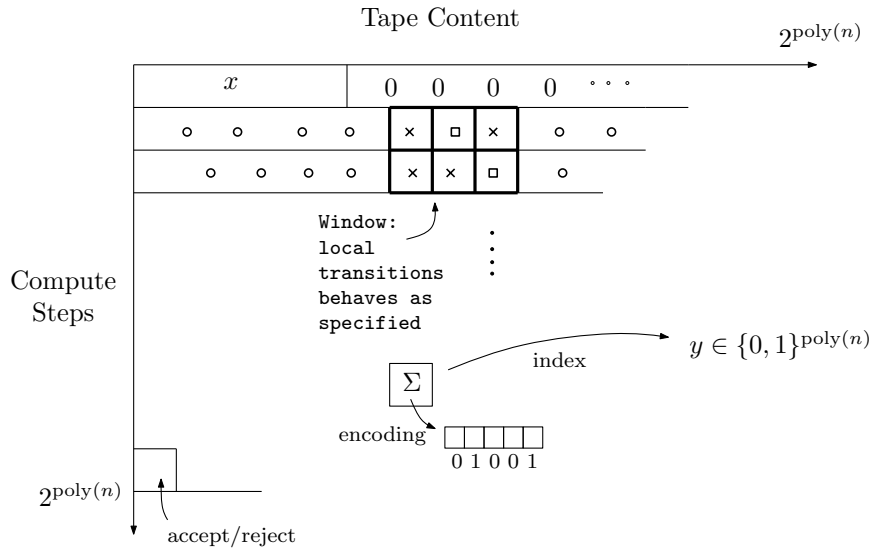 Tape Content
2^poly(n)
x 0 0 0 0 ∘ ∘ ∘
Window:
local
transitions
behaves as
specified
Compute
Steps
y ∈ {0, 1}^poly(n)
index
Σ
encoding
0 1 0 0 1
2^poly(n)
accept/reject